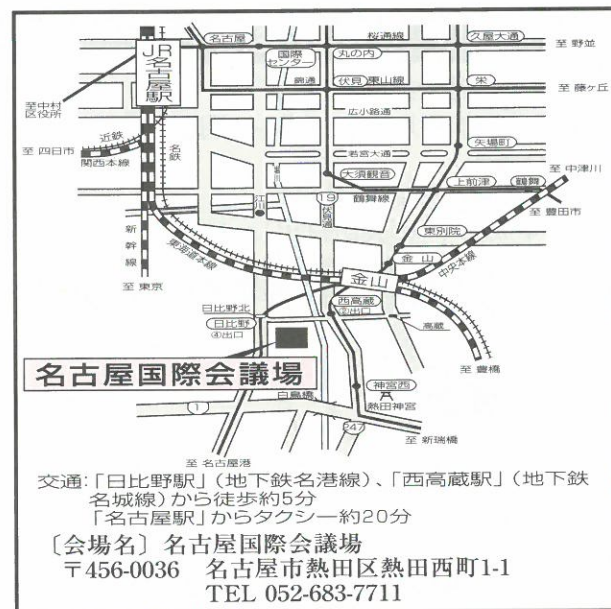 名古屋
桜通線
久屋大通
至 野並
JR名古屋駅
国際センター
丸の内
錦通
伏見
東山線
栄
至 藤ヶ丘
至中村区役所
広小路通
近鉄
名鉄
矢場町
至 四日市
関西本線
若宮大通
至 中津川
大須観音
上前津
鶴舞
堀川
江川
19
伏見通
鶴舞線
至 豊田市
東別院
新幹線
東海道本線
金山
中央本線
金山
至 東京
日比野北
西高蔵
②出口
日比野
④出口
高蔵
名古屋国際会議場
至 豊橋
神宮西
白鳥橋
熱田神宮
1
247
至 新瑞橋
至 名古屋港
交通:「日比野駅」(地下鉄名港線)、「西高蔵駅」(地下鉄
名城線)から徒歩約5分
「名古屋駅」からタクシー約20分
〔会場名〕名古屋国際会議場
〒456-0036 名古屋市熱田区熱田西町1-1
TEL 052-683-7711